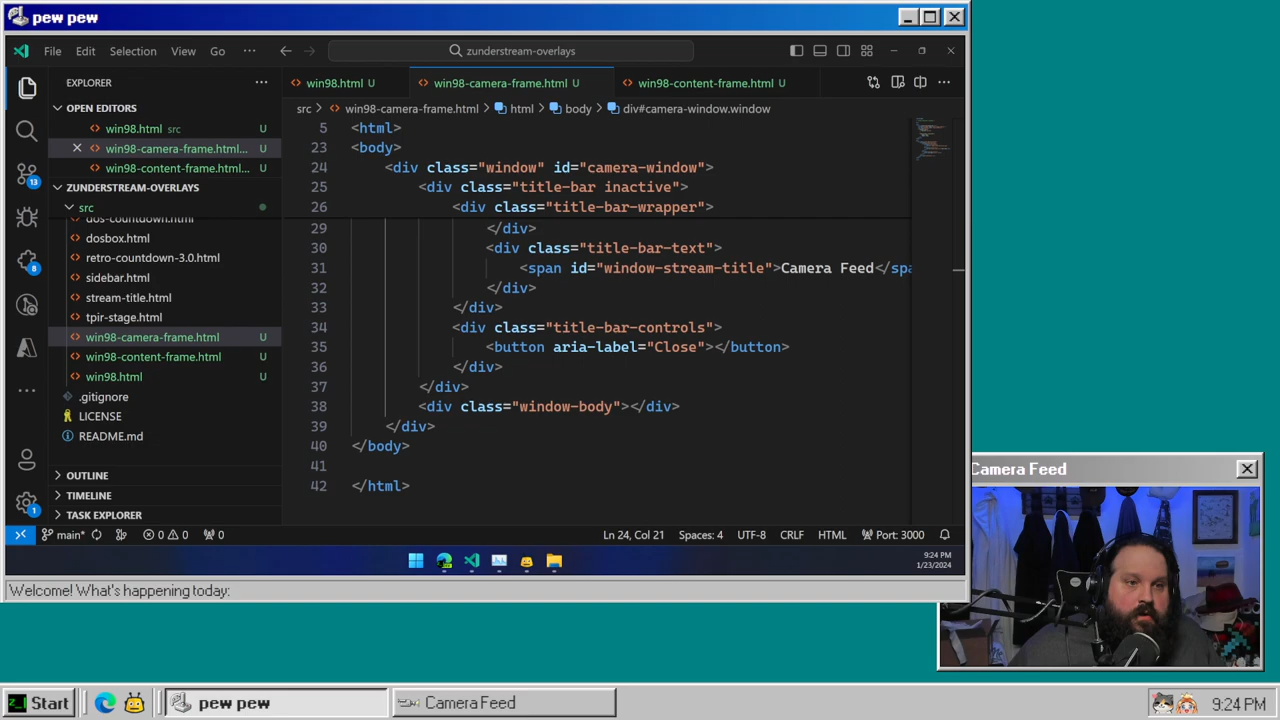 pew pew
File Edit Selection View Go ···
zunderstream-overlays
EXPLORER ···
OPEN EDITORS
win98.html src U
win98-camera-frame.html... U
win98-content-frame.html... U
ZUNDERSTREAM-OVERLAYS
src
dos-countdown.html
dosbox.html
retro-countdown-3.0.html
sidebar.html
stream-title.html
tpir-stage.html
win98-camera-frame.html U
win98-content-frame.html U
win98.html U
.gitignore
LICENSE
README.md
OUTLINE
TIMELINE
TASK EXPLORER
13
8
1
win98.html U
win98-camera-frame.html U
win98-content-frame.html U
src > win98-camera-frame.html > html > body > div#camera-window.window
5 <html>
23 <body>
24 <div class="window" id="camera-window">
25 <div class="title-bar inactive">
26 <div class="title-bar-wrapper">
29 </div>
30 <div class="title-bar-text">
31 <span id="window-stream-title">Camera Feed</spa
32 </div>
33 </div>
34 <div class="title-bar-controls">
35 <button aria-label="Close"></button>
36 </div>
37 </div>
38 <div class="window-body"></div>
39 </div>
40 </body>
41
42 </html>
main* 0 0 0 Ln 24, Col 21 Spaces: 4 UTF-8 CRLF HTML Port: 3000
9:24 PM
1/23/2024
Welcome! What's happening today:
Camera Feed
Start pew pew Camera Feed 9:24 PM